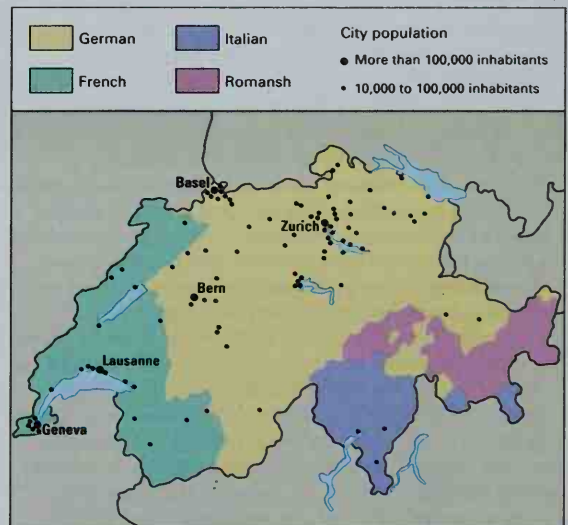 German
Italian
City population
French
Romansh
More than 100,000 inhabitants
10,000 to 100,000 inhabitants
Basel
Zurich
Bern
Lausanne
Geneva